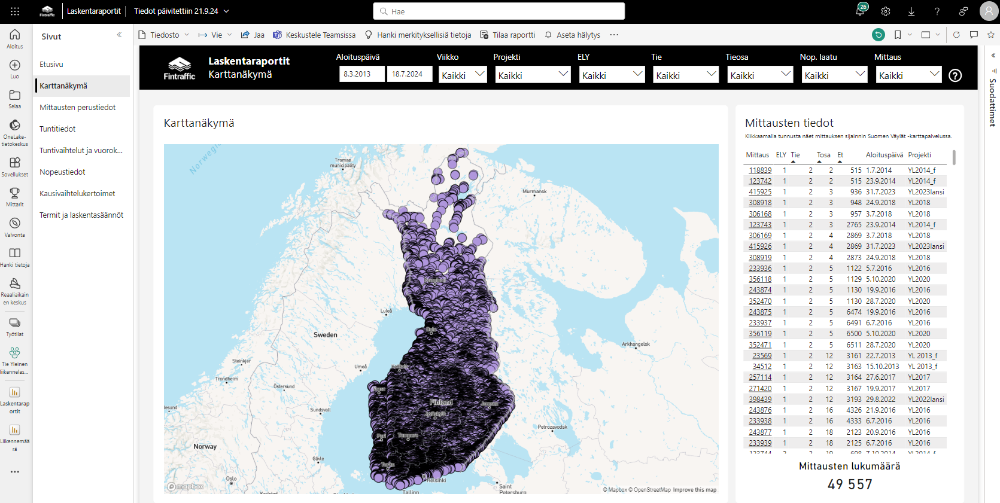 Fintraffic
Laskentaraportit
Tiedot päivitettiin 21.9.24
Hae
26
?
Aloitus
Luo
Selaa
OneLake-
tietokeskus
Sovellukset
Mittarit
Valvonta
Hanki tietoja
Reaaliaikain
en keskus
Työtilat
Tie Yleinen
liikennelas...
Laskentarap
ortit
Liikennemää
rä
Sivut
Etusivu
Karttanäkymä
Mittausten perustiedot
Tuntitiedot
Tuntivaihtelut ja vuorok...
Nopeustiedot
Kausivaihtelukertoimet
Termit ja laskentasäännöt
Tiedosto
Vie
Jaa
Keskustele Teamsissa
Hanki merkityksellisiä tietoja
Tilaa raportti
Aseta hälytys
Fintraffic
Laskentaraportit
Karttanäkymä
Aloituspäivä
8.3.2013
18.7.2024
Viikko
Kaikki
Projekti
Kaikki
ELY
Kaikki
Tie
Kaikki
Tieosa
Kaikki
Nop. laatu
Kaikki
Mittaus
Kaikki
?
Suodattimet
Karttanäkymä
Tromsø
municipality
Murmansk
Rovaniemi
Luleå
Oulu
Sweden
Arkhangelsk
Steinkjer
Umeå
Kokkola
Trondheim
Östersund
Vaasa
Finland
Joensuu
Jyväskylä
Sundsvall
Petrozavodsk
Pori
Tampere
Norway
Gävle
Turku
Helsinki
Oslo
Tallinn
Saint
Petersburg
mapbox
© Mapbox © OpenStreetMap Improve this map
Mittausten tiedot
Klikkaamalla tunnusta näet mittauksen sijainnin Suomen Väylät -karttapalvelussa.
Mittaus ELY Tie Tosa Et Aloituspäivä Projekti
118839 1 2 2 515 1.7.2014 YL2014_f
123742 1 2 2 515 23.9.2014 YL2014_f
415925 1 2 3 936 31.7.2023 YL2023lansi
308918 1 2 3 948 24.9.2018 YL2018
306168 1 2 3 957 3.7.2018 YL2018
123743 1 2 3 2765 23.9.2014 YL2014_f
306169 1 2 4 2869 3.7.2018 YL2018
415926 1 2 4 2869 31.7.2023 YL2023lansi
308919 1 2 4 2873 24.9.2018 YL2018
233936 1 2 5 1122 5.7.2016 YL2016
356118 1 2 5 1129 5.10.2020 YL2020
243874 1 2 5 1130 19.9.2016 YL2016
352470 1 2 5 1130 28.7.2020 YL2020
243875 1 2 5 6474 19.9.2016 YL2016
233937 1 2 5 6491 6.7.2016 YL2016
356119 1 2 5 6500 5.10.2020 YL2020
352471 1 2 5 6511 28.7.2020 YL2020
23569 1 2 12 3161 22.7.2013 YL 2013_f
34512 1 2 12 3163 15.10.2013 YL 2013_f
257114 1 2 12 3164 27.6.2017 YL2017
271420 1 2 12 3167 19.9.2017 YL2017
398439 1 2 12 3193 29.8.2022 YL2022lansi
243876 1 2 16 4326 21.9.2016 YL2016
233938 1 2 16 4333 6.7.2016 YL2016
243877 1 2 18 2123 20.9.2016 YL2016
233939 1 2 18 2125 6.7.2016 YL2016
Mittausten lukumäärä
49 557